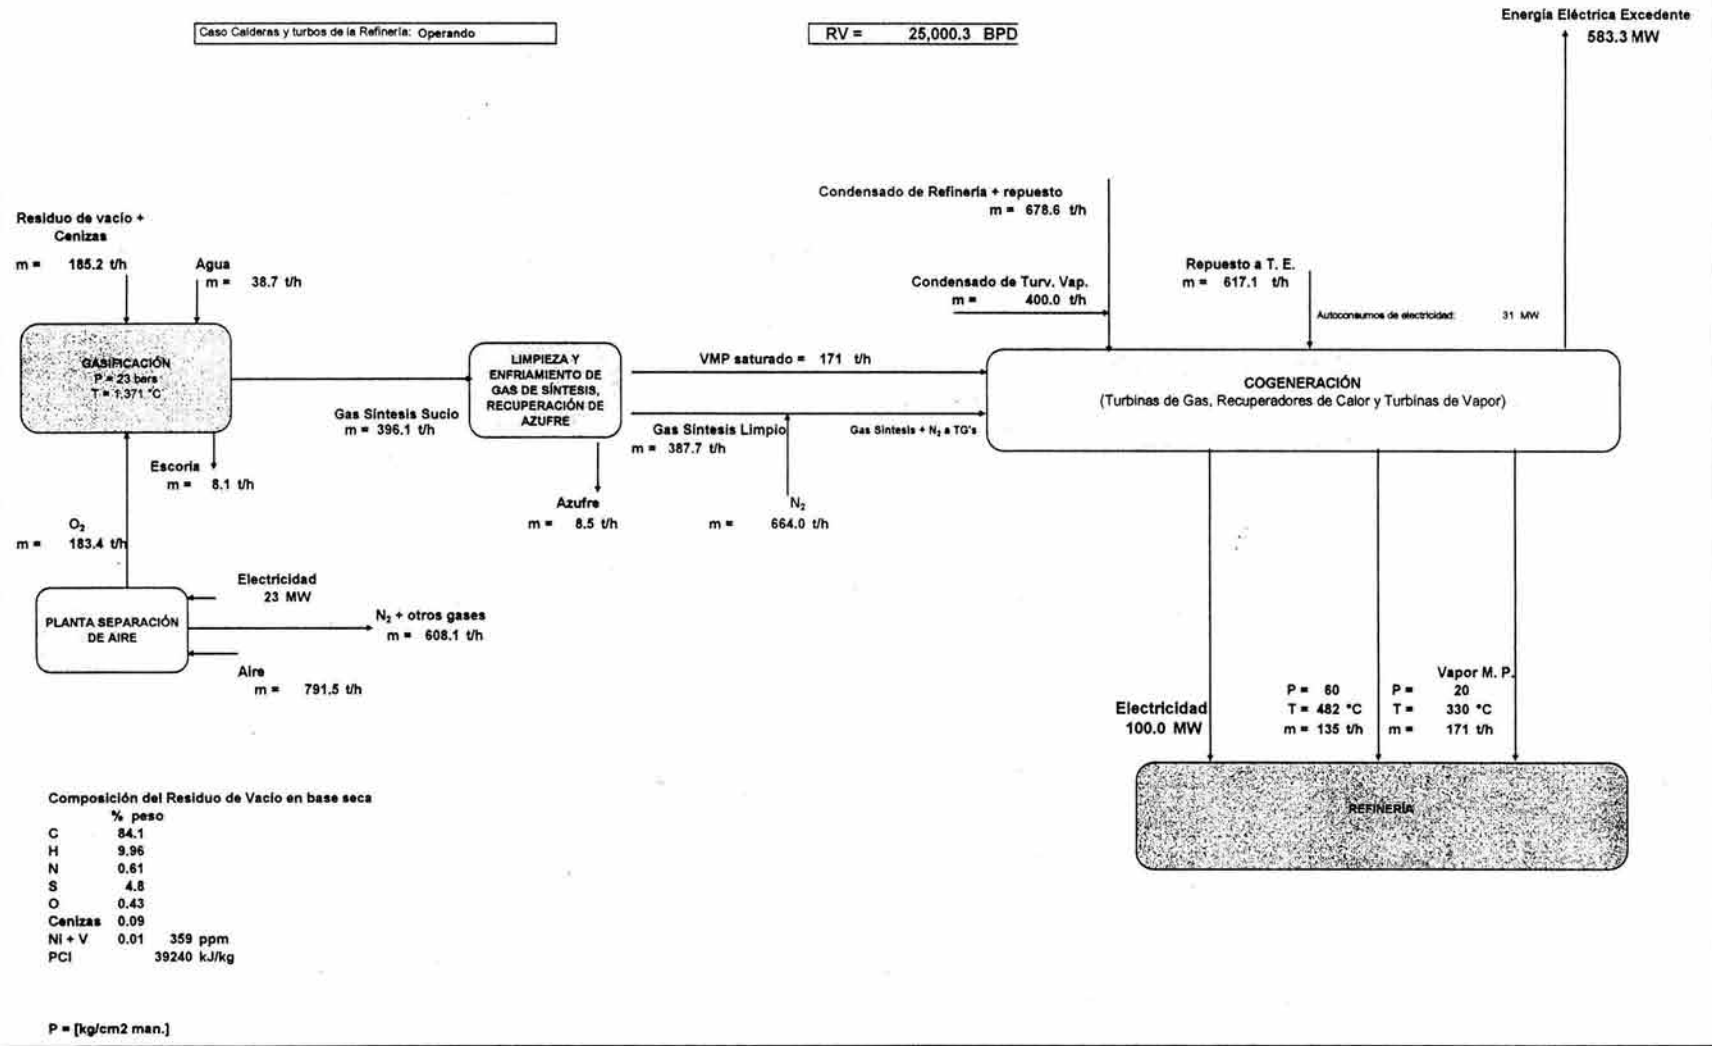 Energía Eléctrica Excedente
583.3 MW
Caso Calderas y turbos de la Refinería: Operando
RV = 25,000.3 BPD
Condensado de Refinería + repuesto
m = 678.6 t/h
Residuo de vacío +
Cenizas
m = 185.2 t/h
Agua
m = 38.7 t/h
Condensado de Turv. Vap.
m = 400.0 t/h
Repuesto a T. E.
m = 617.1 t/h
Autoconsumos de electricidad: 31 MW
GASIFICACIÓN
P = 23 bars
T = 1,371 °C
LIMPIEZA Y
ENFRIAMIENTO DE
GAS DE SÍNTESIS,
RECUPERACIÓN DE
AZUFRE
VMP saturado = 171 t/h
COGENERACIÓN
(Turbinas de Gas, Recuperadores de Calor y Turbinas de Vapor)
Gas Síntesis Sucio
m = 396.1 t/h
Gas Síntesis Limpio
m = 387.7 t/h
Gas Síntesis + N2 a TG's
Escoria
m = 8.1 t/h
Azufre
m = 8.5 t/h
N2
m = 664.0 t/h
O2
m = 183.4 t/h
Electricidad
23 MW
PLANTA SEPARACIÓN
DE AIRE
N2 + otros gases
m = 608.1 t/h
Aire
m = 791.5 t/h
Electricidad
100.0 MW
P = 60
T = 482 °C
m = 135 t/h
Vapor M. P.
P = 20
T = 330 °C
m = 171 t/h
REFINERÍA
Composición del Residuo de Vacío en base seca
% peso
C 84.1
H 9.96
N 0.61
S 4.8
O 0.43
Cenizas 0.09
Ni + V 0.01 359 ppm
PCI 39240 kJ/kg
P = [kg/cm2 man.]